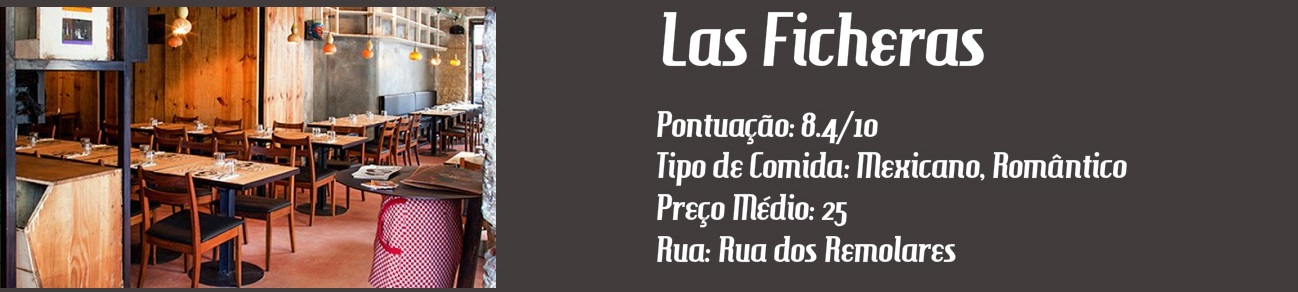 Las Ficheras
Pontuação: 8.4/10
Tipo de Comida: Mexicano, Romântico
Preço Médio: 25
Rua: Rua dos Remolares